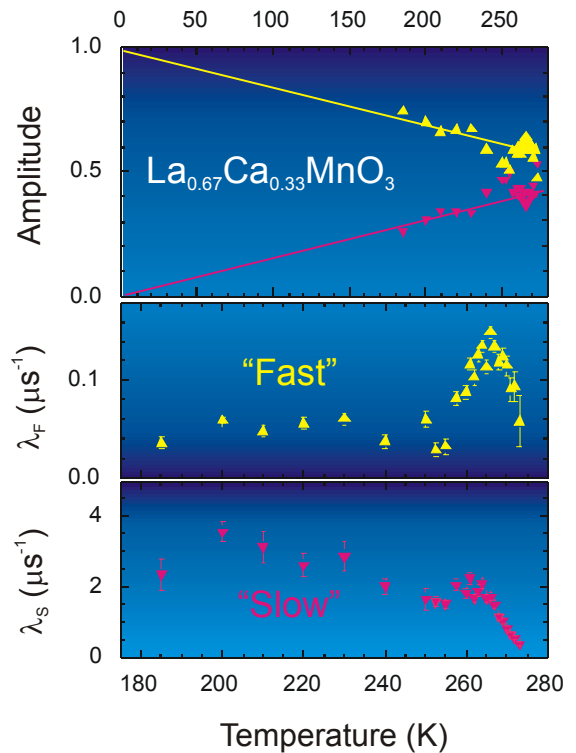 0 50 100 150 200 250
1.0
Amplitude
0.5
La0.67Ca0.33MnO3
0.0
λF (μs-1)
0.1
"Fast"
0.0
λS (μs-1)
4
2
"Slow"
0
180 200 220 240 260 280
Temperature (K)